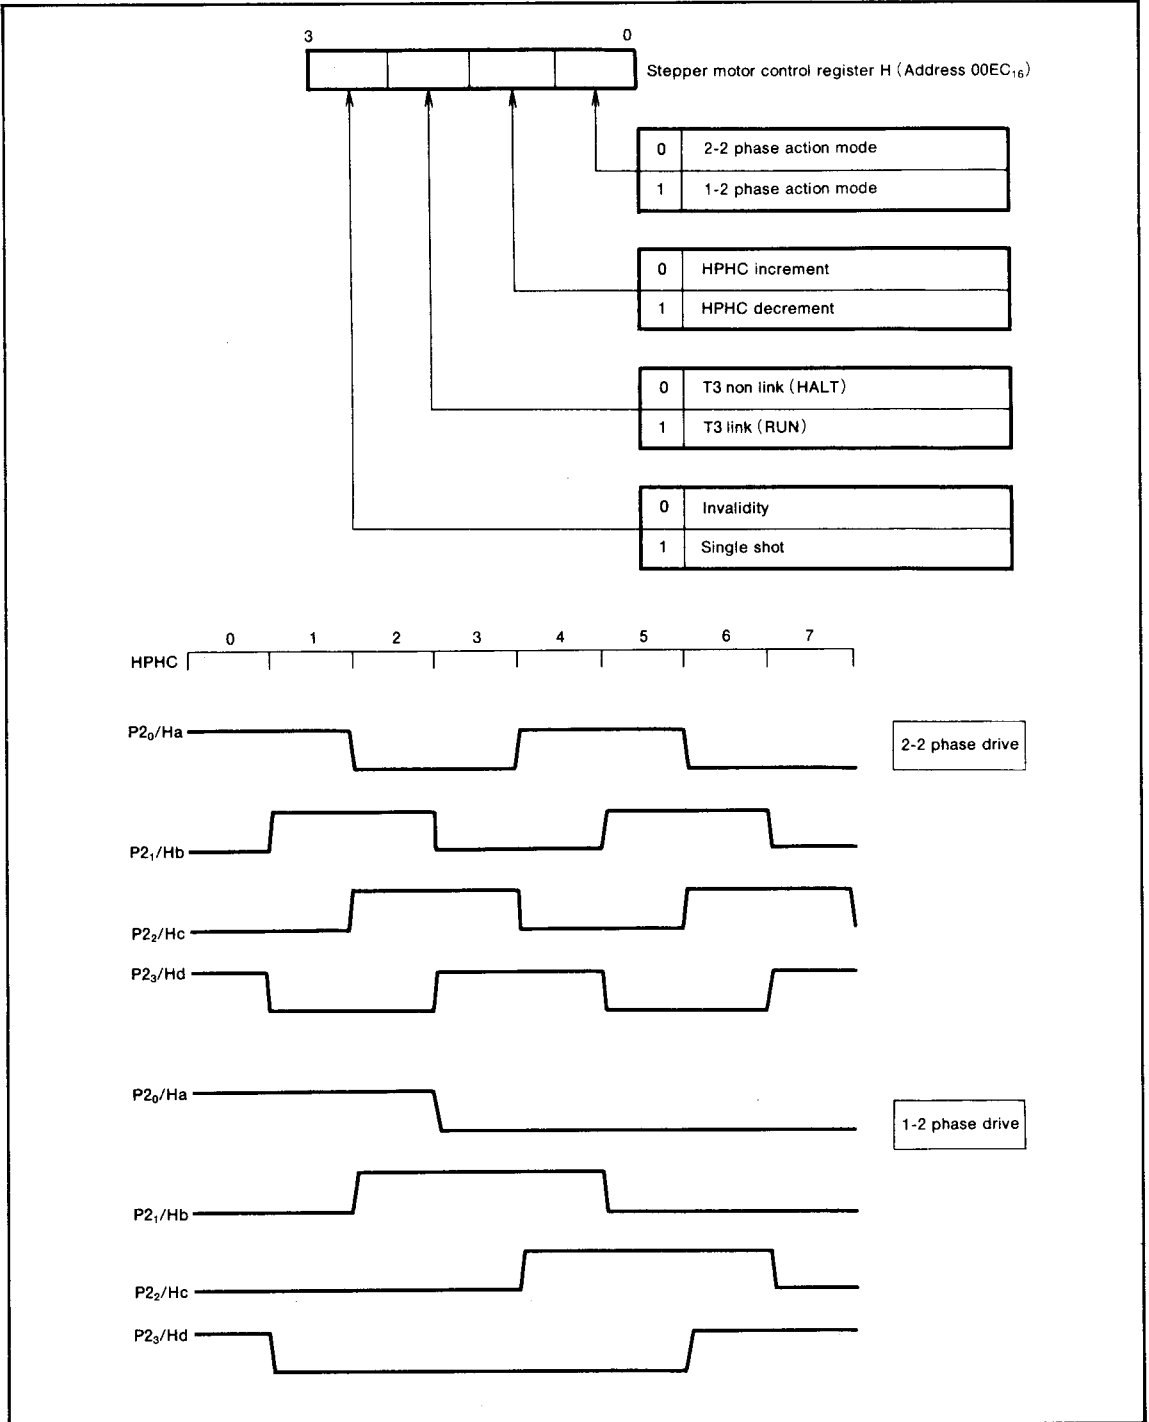 3 0
Stepper motor control register H (Address 00EC₁₆)
0 2-2 phase action mode
1 1-2 phase action mode
0 HPHC increment
1 HPHC decrement
0 T3 non link (HALT)
1 T3 link (RUN)
0 Invalidity
1 Single shot
0 1 2 3 4 5 6 7
HPHC
P2₀/Ha
2-2 phase drive
P2₁/Hb
P2₂/Hc
P2₃/Hd
P2₀/Ha
1-2 phase drive
P2₁/Hb
P2₂/Hc
P2₃/Hd